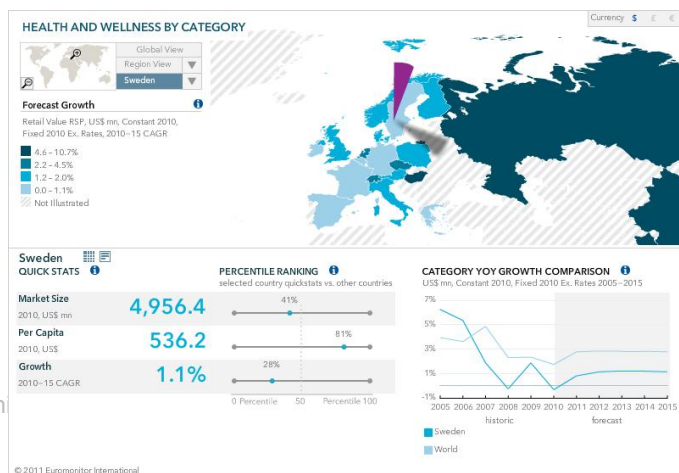 HEALTH AND WELLNESS BY CATEGORY
Currency $ £ €
Global View
Region View
Sweden
Forecast Growth
Retail Value RSP, US$ mn, Constant 2010,
Fixed 2010 Ex. Rates, 2010-15 CAGR
4.6 - 10.7%
2.2 - 4.5%
1.2 - 2.0%
0.0 - 1.1%
Not Illustrated
Sweden
QUICK STATS
Market Size
2010, US$ mn
4,956.4
Per Capita
2010, US$
536.2
Growth
2010-15 CAGR
1.1%
PERCENTILE RANKING
selected country quickstats vs. other countries
41%
81%
28%
0 Percentile 50 Percentile 100
CATEGORY YOY GROWTH COMPARISON
US$ mn, Constant 2010, Fixed 2010 Ex. Rates 2005-2015
7%
5%
3%
1%
-1%
2005 2006 2007 2008 2009 2010 2011 2012 2013 2014 2015
historic forecast
Sweden
World
© 2011 Euromonitor International